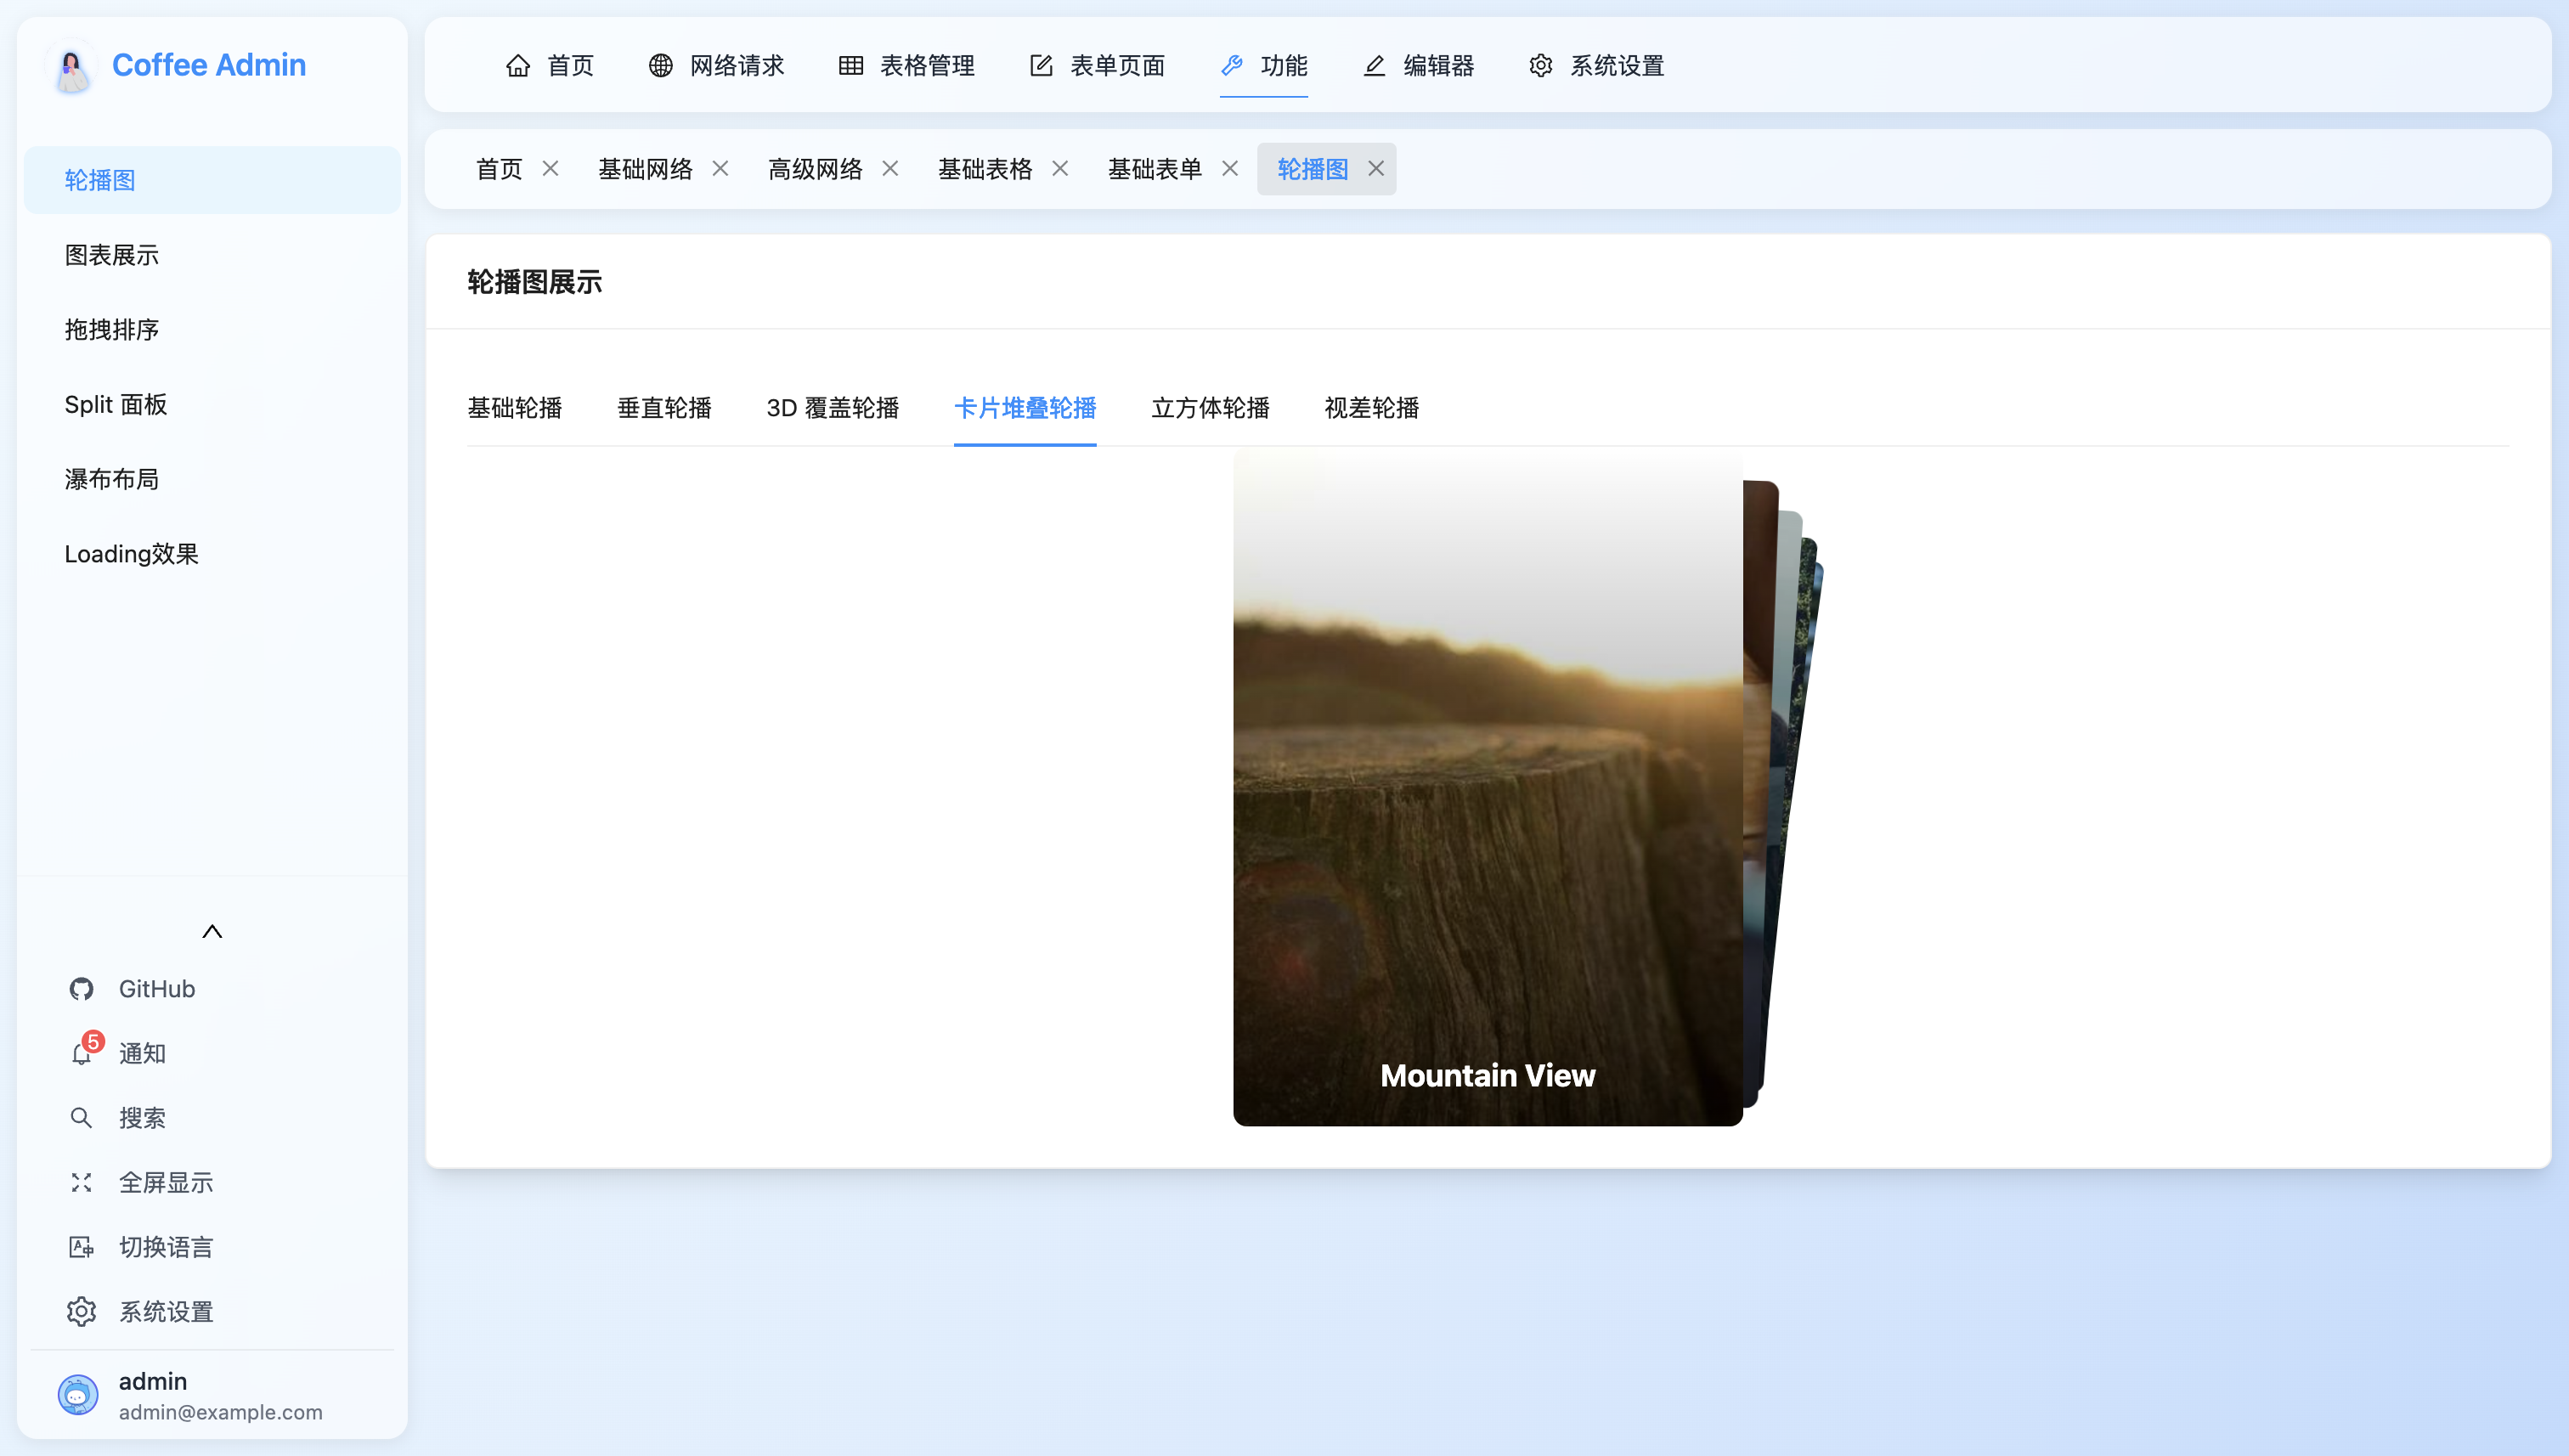 Coffee Admin
轮播图
图表展示
拖拽排序
Split 面板
瀑布布局
Loading效果
GitHub
5
通知
搜索
全屏显示
切换语言
系统设置
admin
admin@example.com
首页 网络请求 表格管理 表单页面 功能 编辑器 系统设置
首页 基础网络 高级网络 基础表格 基础表单 轮播图
轮播图展示
基础轮播 垂直轮播 3D 覆盖轮播 卡片堆叠轮播 立方体轮播 视差轮播
Mountain View